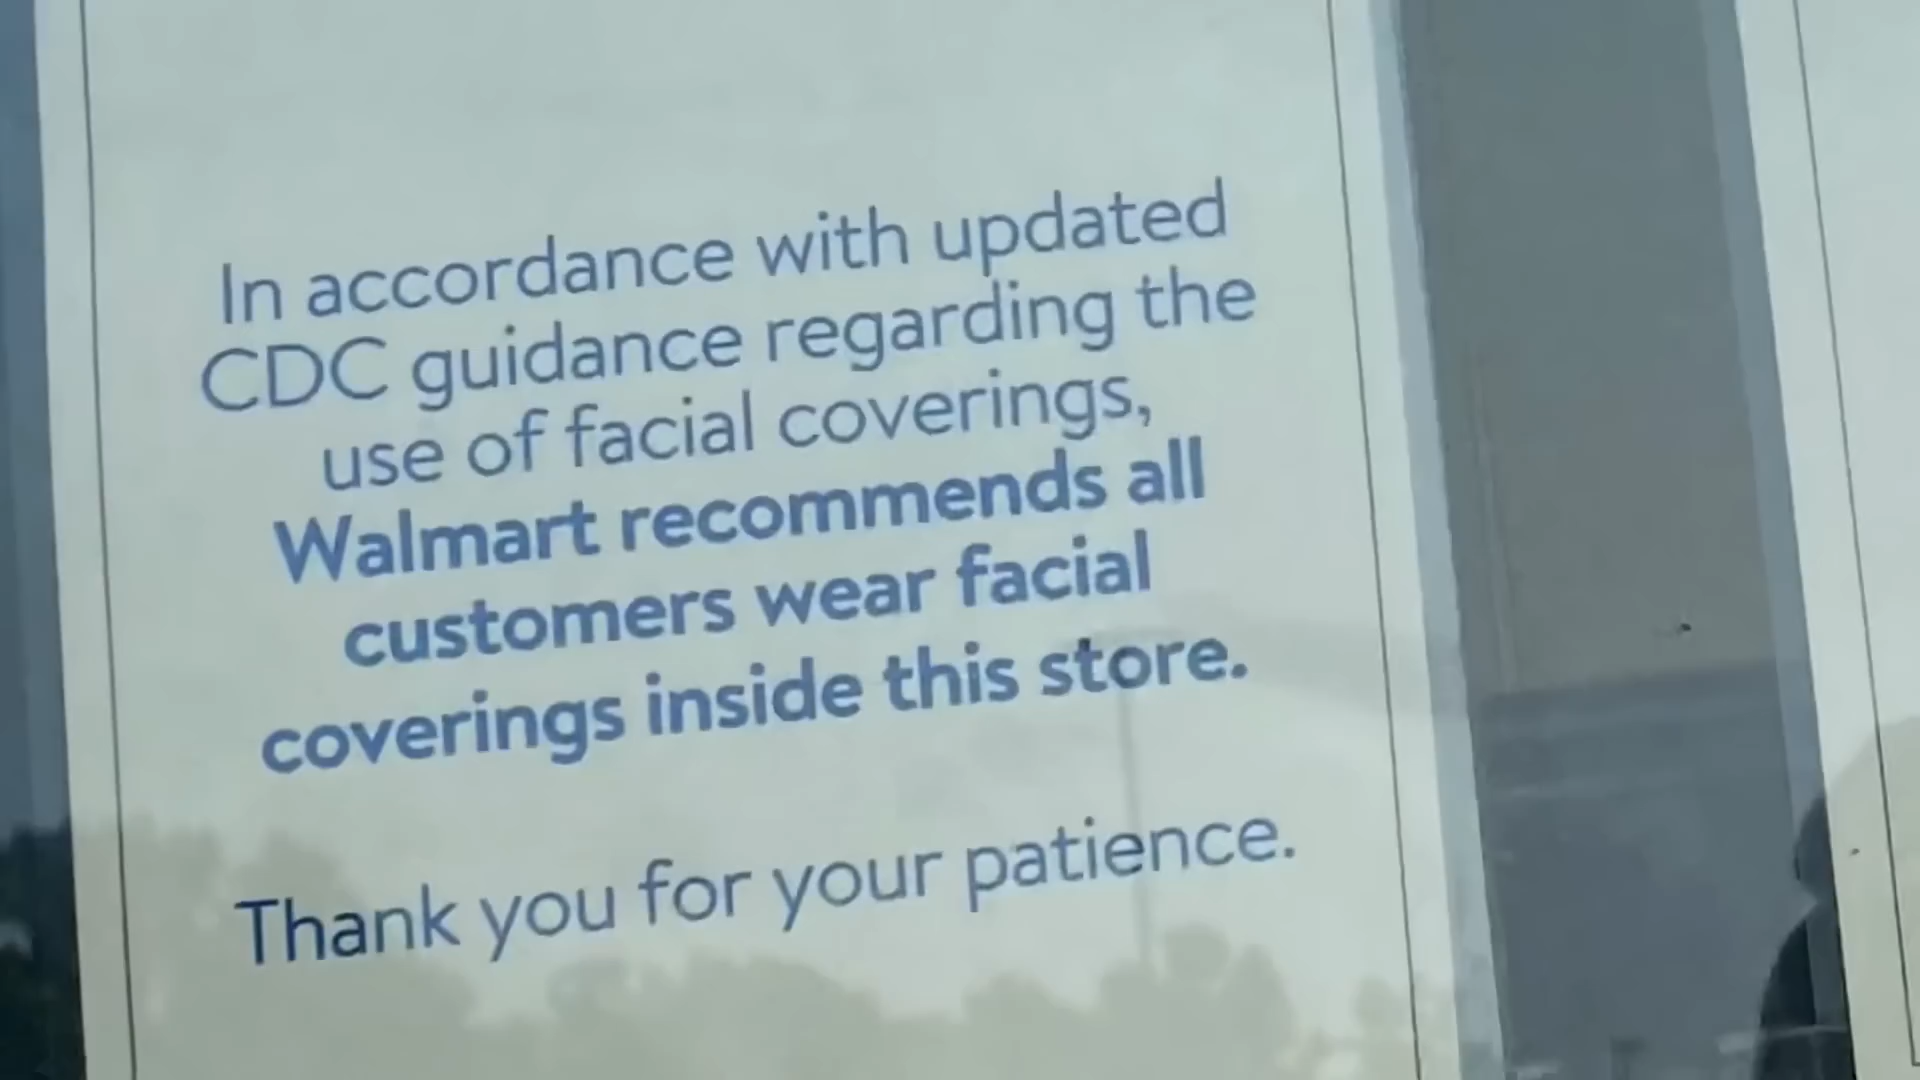 In accordance with updated
CDC guidance regarding the
use of facial coverings,
Walmart recommends all
customers wear facial
coverings inside this store.
Thank you for your patience.